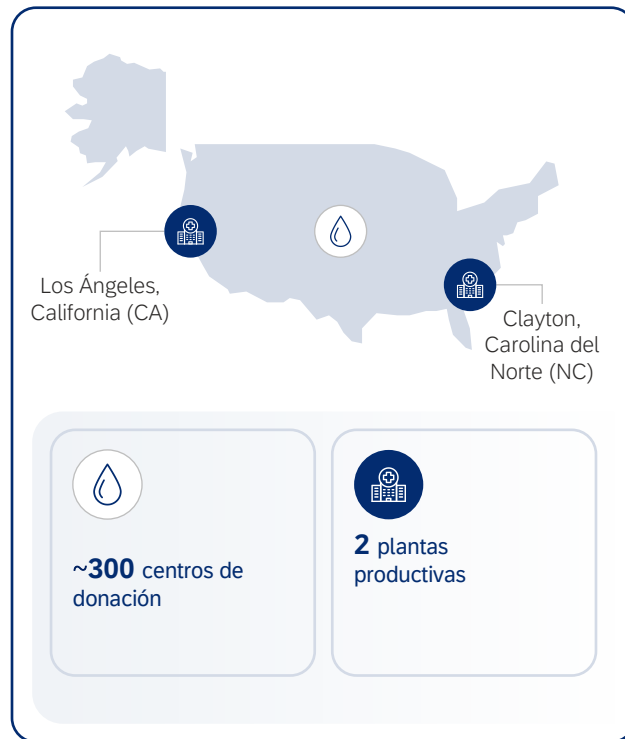 Los Ángeles,
California (CA)
Clayton,
Carolina del
Norte (NC)
~300 centros de
donación
2 plantas
productivas